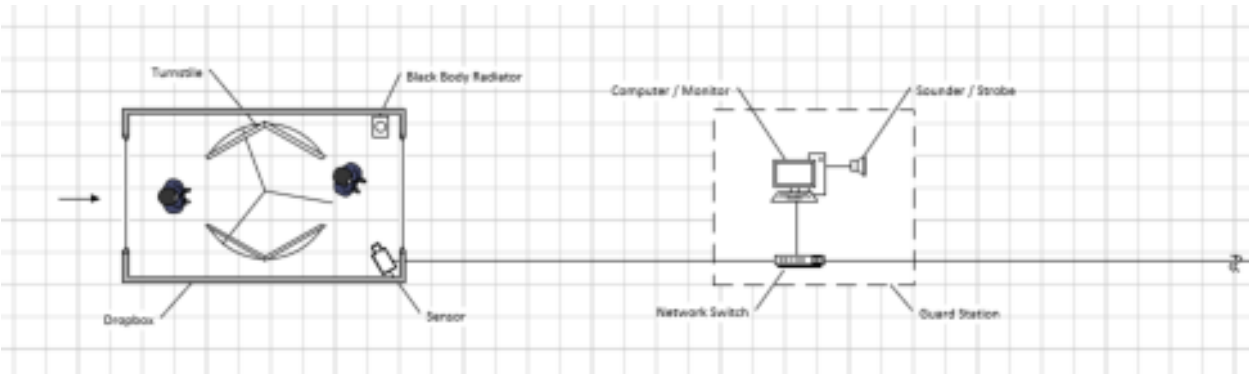 Turnstile
Black Body Radiator
Computer / Monitor
Sounder / Strobe
Dropbox
Sensor
Network Switch
Guard Station